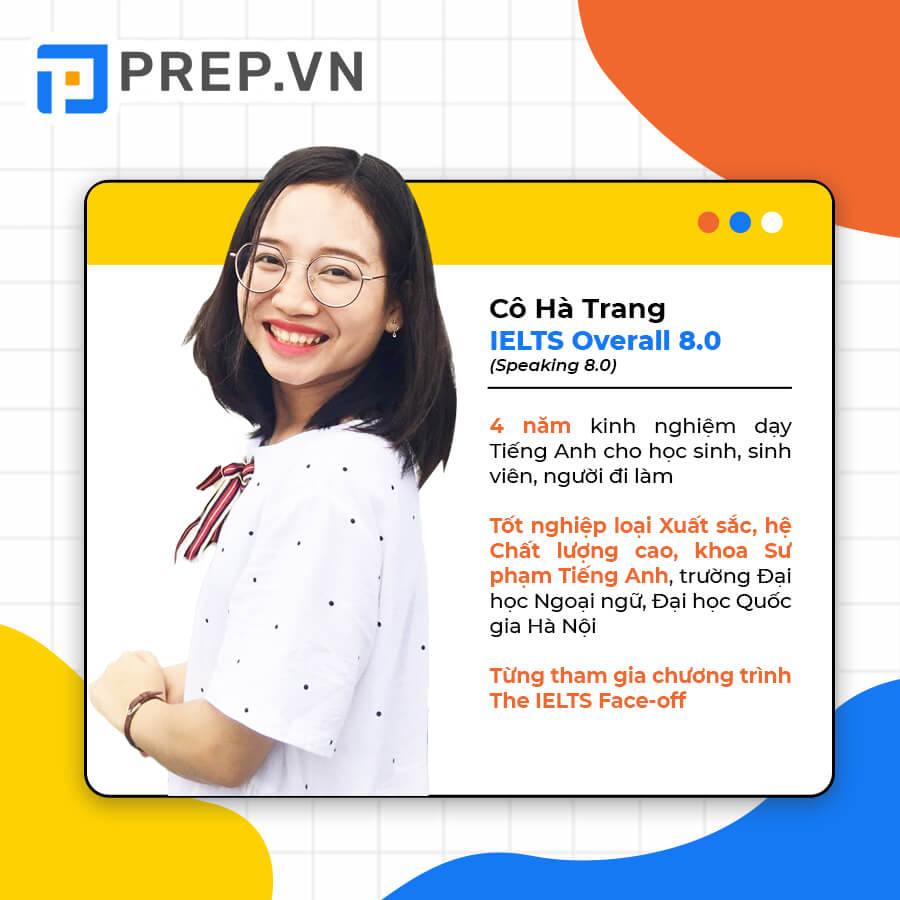 PREP.VN
Cô Hà Trang
IELTS Overall 8.0
(Speaking 8.0)
4 năm kinh nghiệm dạy
Tiếng Anh cho học sinh, sinh
viên, người đi làm
Tốt nghiệp loại Xuất sắc, hệ
Chất lượng cao, khoa Sư
phạm Tiếng Anh, trường Đại
học Ngoại ngữ, Đại học Quốc
gia Hà Nội
Từng tham gia chương trình
The IELTS Face-off